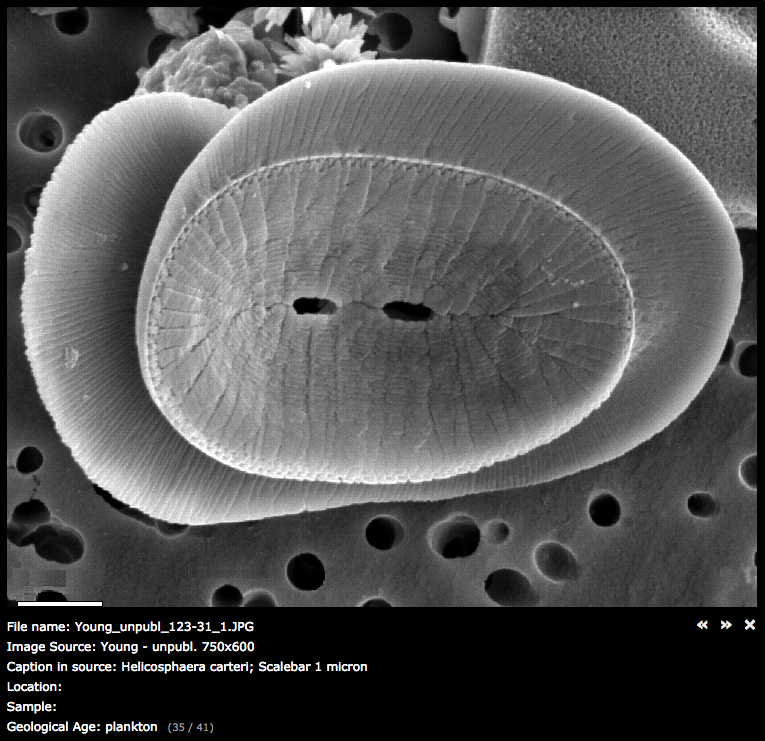 File name: Young_unpubl_123-31_1.JPG
Image Source: Young - unpubl. 750x600
Caption in source: Helicosphaera carteri; Scalebar 1 micron
Location:
Sample:
Geological Age: plankton (35 / 41)